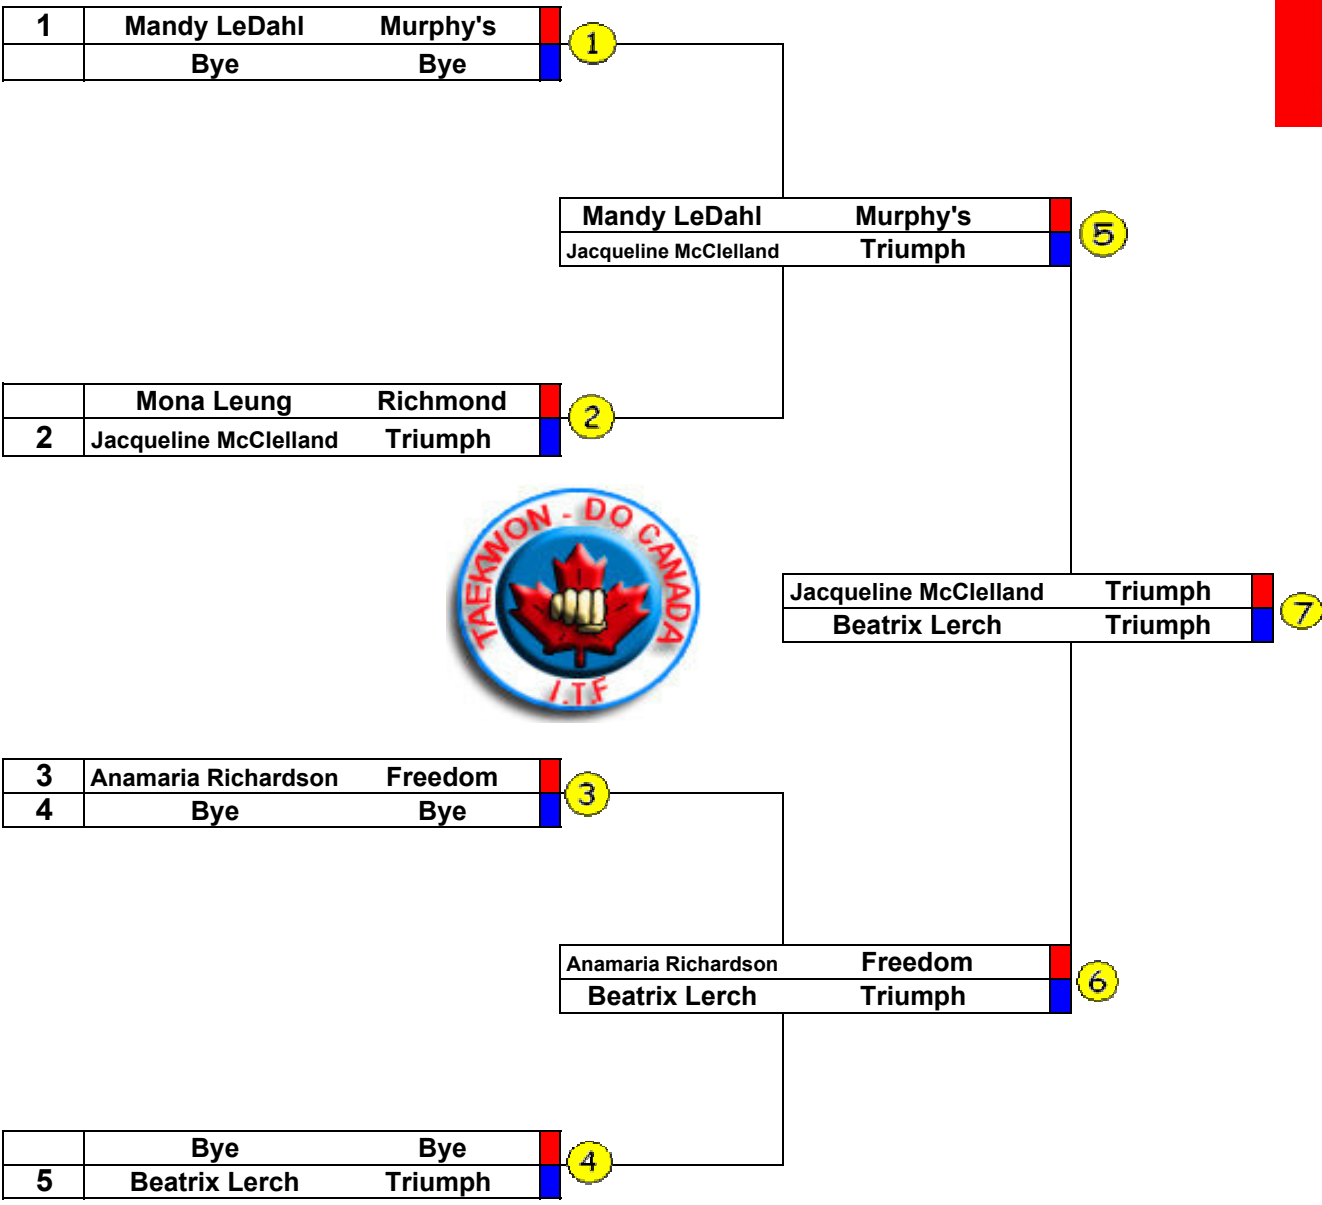 1 Mandy LeDahl Murphy's
Bye Bye
1
Mandy LeDahl Murphy's
Jacqueline McClelland Triumph
5
Mona Leung Richmond
2 Jacqueline McClelland Triumph
2
TAEKWON - DO CANADA
I.T.F
Jacqueline McClelland Triumph
Beatrix Lerch Triumph
7
3 Anamaria Richardson Freedom
4 Bye Bye
3
Anamaria Richardson Freedom
Beatrix Lerch Triumph
6
Bye Bye
5 Beatrix Lerch Triumph
4